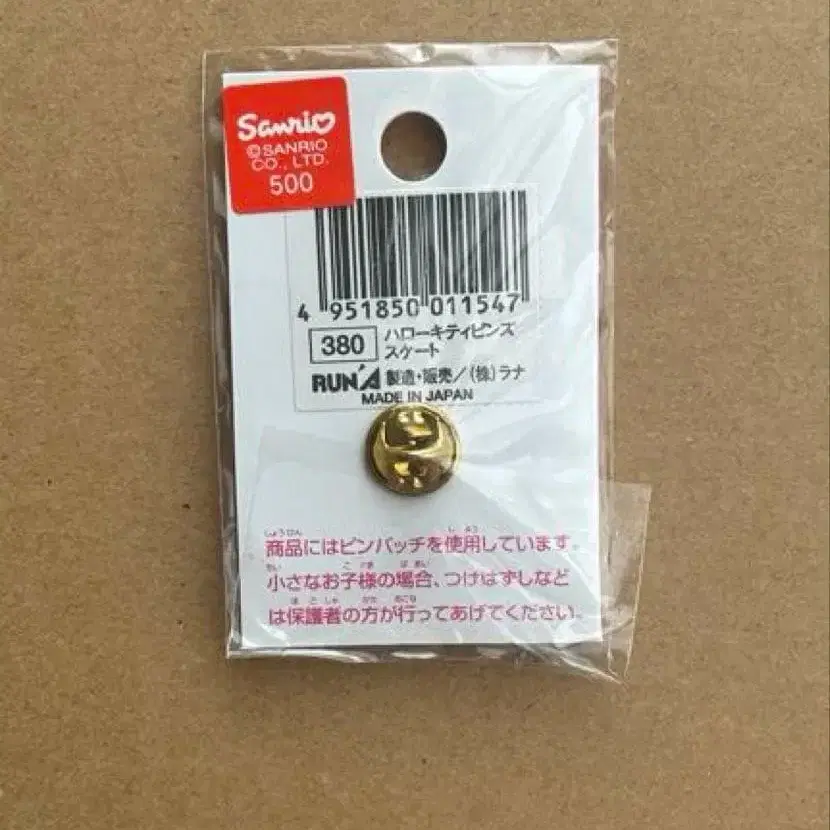 Sanrio
©SANRIO
CO., LTD.
500
4 951850 011547
380
ハローキティピンズ
スケート
RUN'A 製造・販売/(株)ラナ
MADE IN JAPAN
商品にはピンバッチを使用しています。
小さなお子様の場合、つけはずしなど
は保護者の方が行ってあげてください。